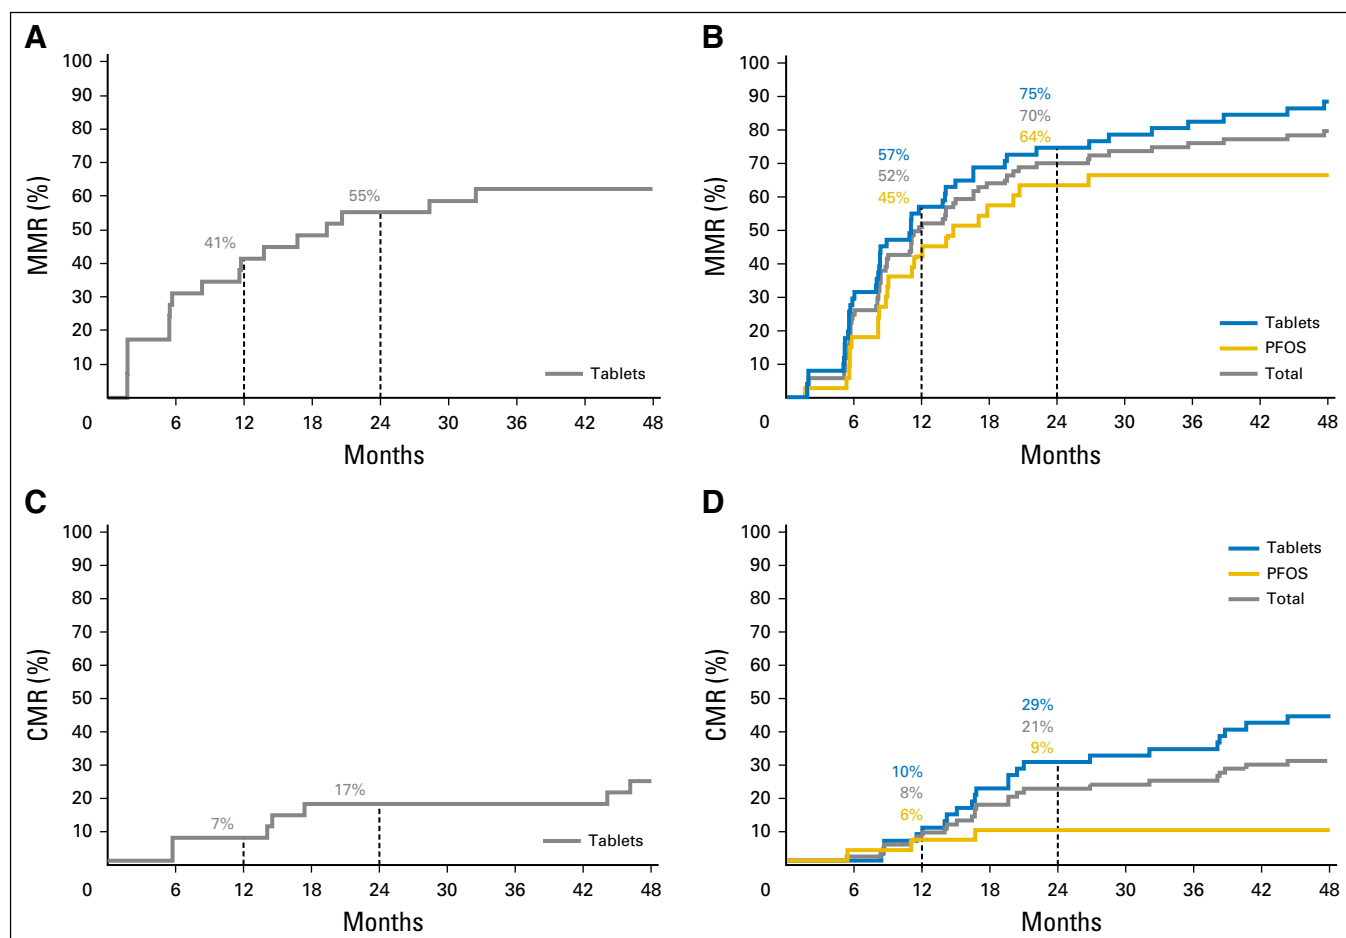 A
100
90
80
70
60
50
40
30
20
10
0
MMR (%)
41%
55%
Tablets
6 12 18 24 30 36 42 48
Months
B
100
90
80
70
60
50
40
30
20
10
0
MMR (%)
57%
52%
45%
75%
70%
64%
Tablets
PFOS
Total
6 12 18 24 30 36 42 48
Months
C
100
90
80
70
60
50
40
30
20
10
0
CMR (%)
7%
17%
Tablets
6 12 18 24 30 36 42 48
Months
D
100
90
80
70
60
50
40
30
20
10
0
CMR (%)
10%
8%
6%
29%
21%
9%
Tablets
PFOS
Total
6 12 18 24 30 36 42 48
Months